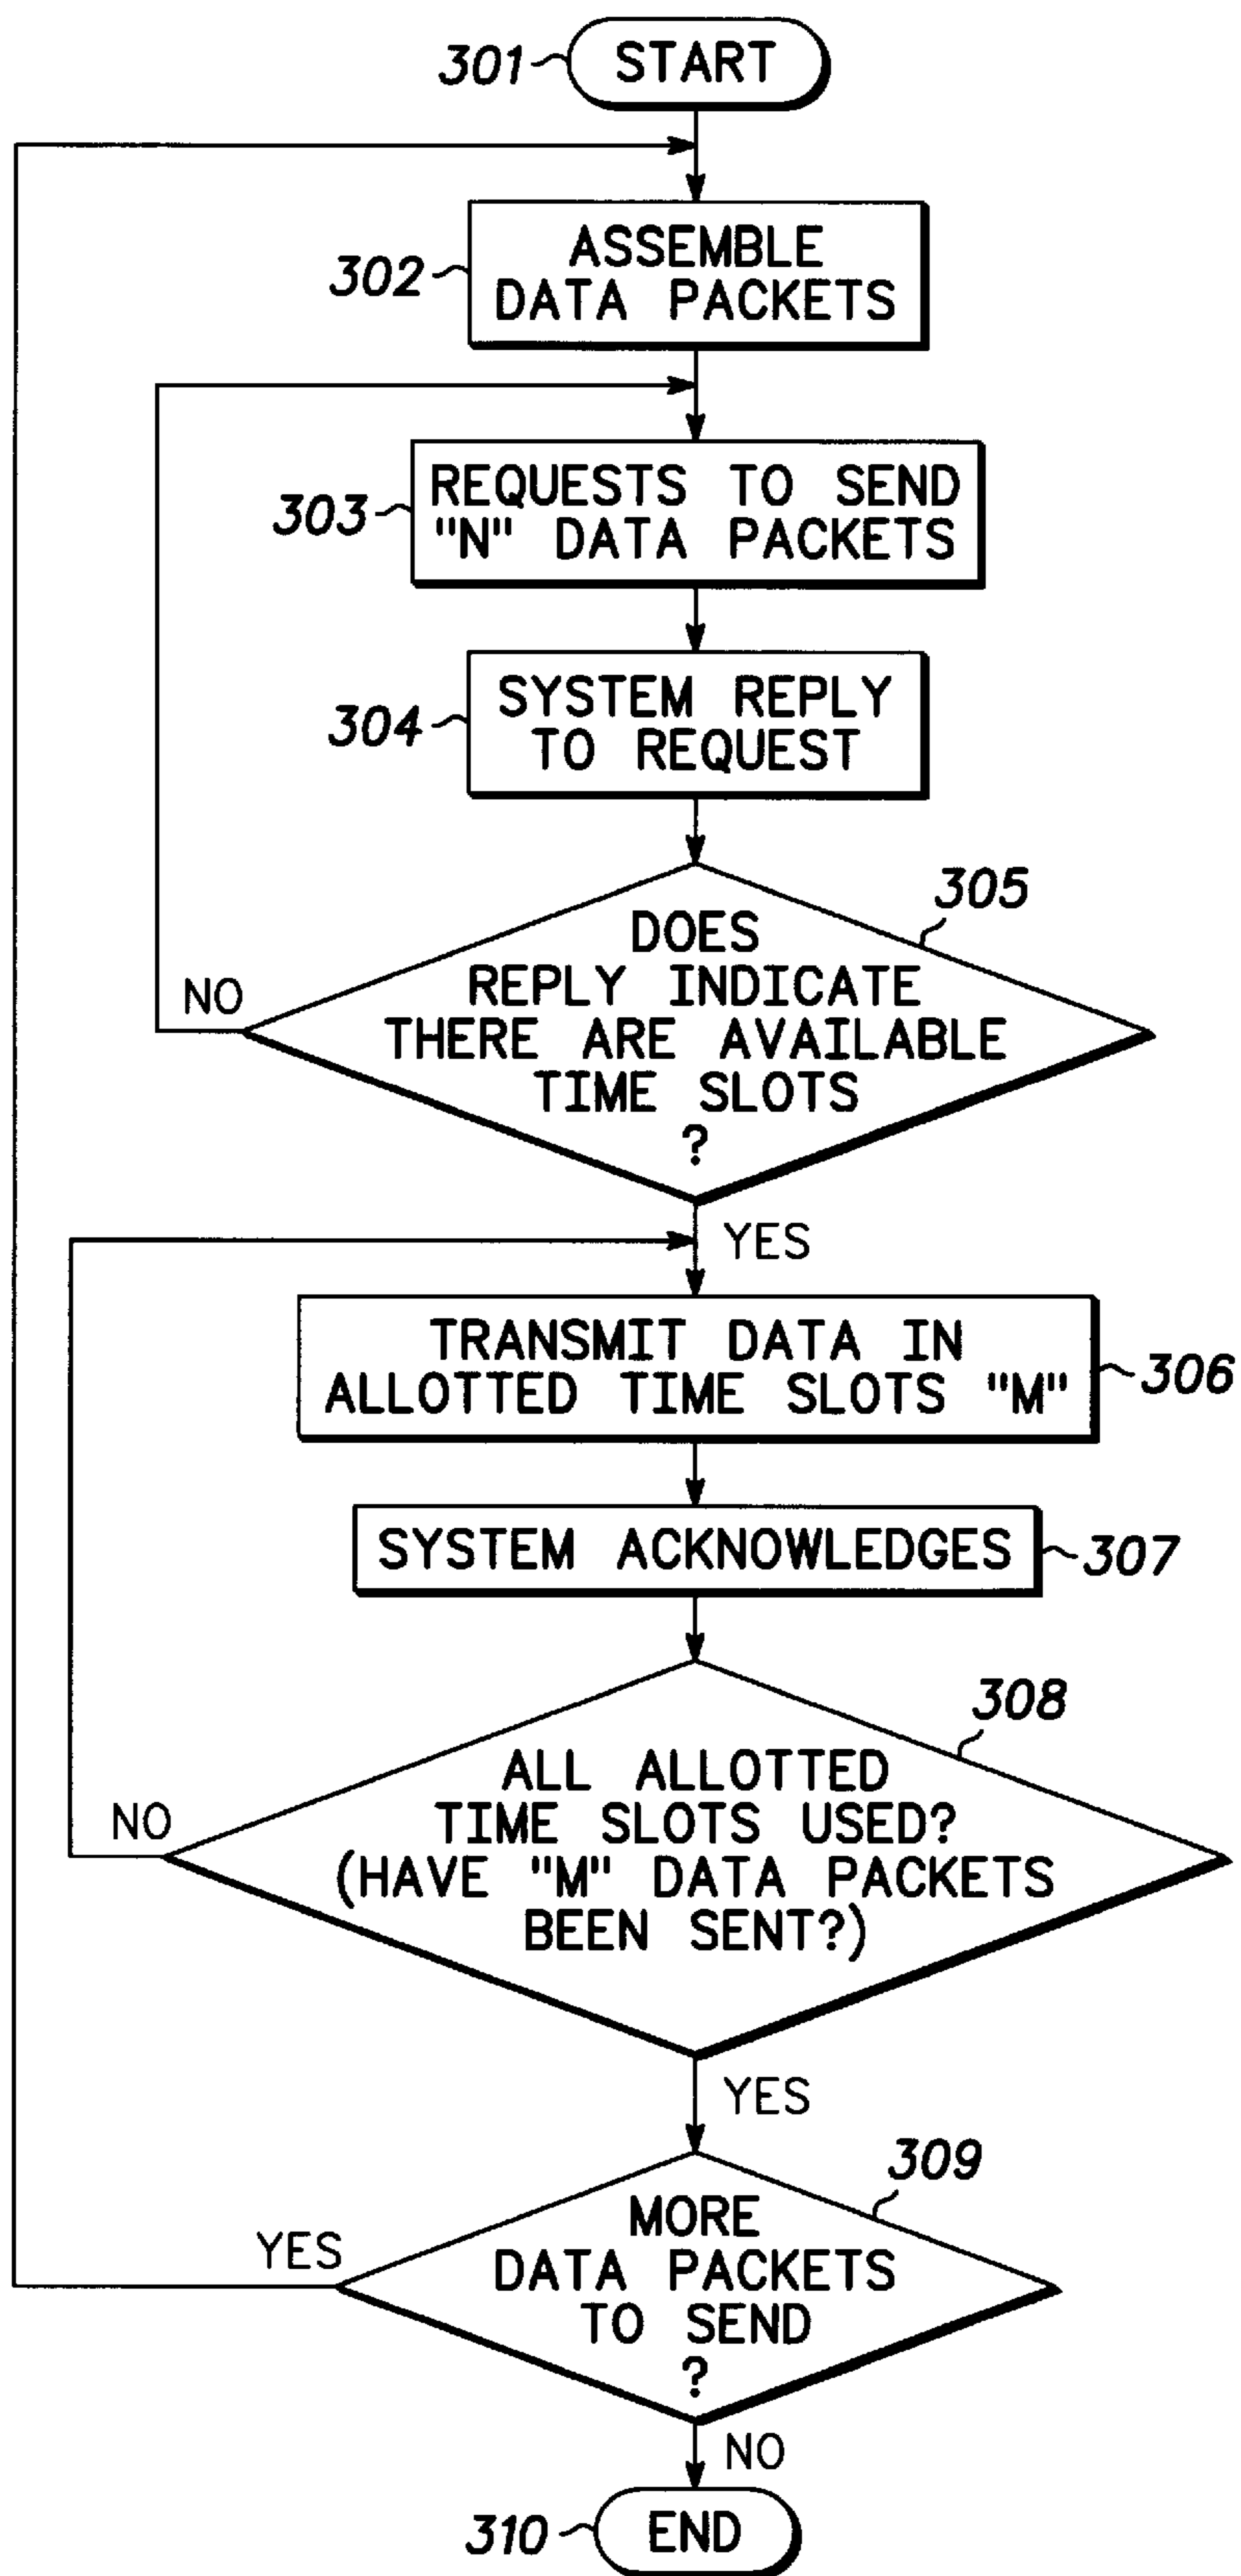 301 START
302 ASSEMBLE
DATA PACKETS
303 REQUESTS TO SEND
"N" DATA PACKETS
304 SYSTEM REPLY
TO REQUEST
305
DOES
REPLY INDICATE
THERE ARE AVAILABLE
TIME SLOTS
?
NO
YES
TRANSMIT DATA IN
ALLOTTED TIME SLOTS "M"
306
SYSTEM ACKNOWLEDGES
307
308
ALL ALLOTTED
TIME SLOTS USED?
(HAVE "M" DATA PACKETS
BEEN SENT?)
NO
YES
309
MORE
DATA PACKETS
TO SEND
?
YES
NO
310 END